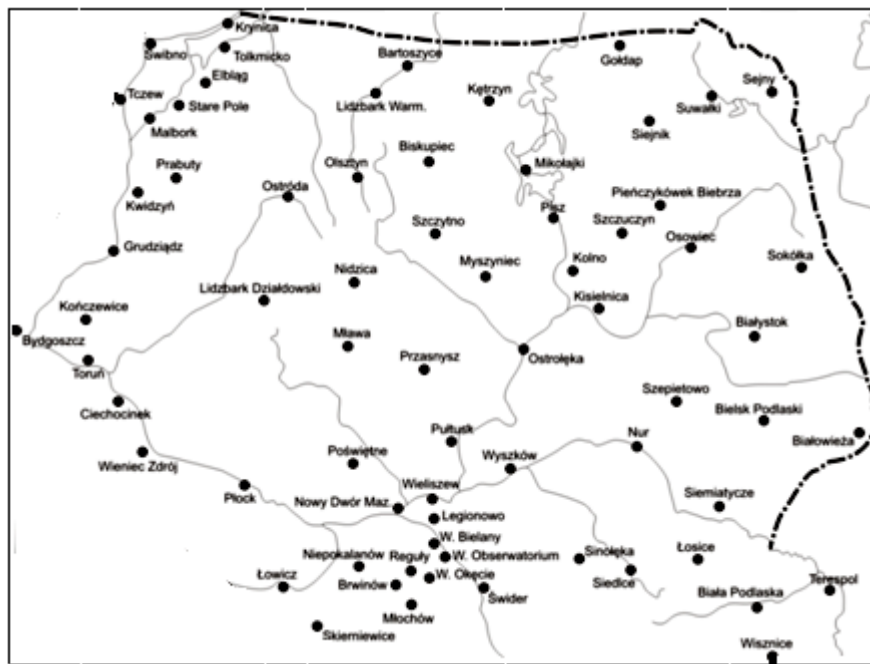 Krynica
Świbno
Tolkmicko
Bartoszyce
Gołdap
Elbląg
Tczew
Stare Pole
Lidzbark Warm.
Kętrzyn
Suwałki
Sejny
Malbork
Siejnik
Prabuty
Olsztyn
Biskupiec
Mikołajki
Kwidzyń
Ostróda
Pieńczykówek Biebrza
Pisz
Szczuczyn
Szczytno
Grudziądz
Osowiec
Sokółka
Nidzica
Myszyniec
Kolno
Lidzbark Działdowski
Kończewice
Kisielnica
Bydgoszcz
Białystok
Mława
Toruń
Przasnysz
Ostrołęka
Szepietowo
Ciechocinek
Bielsk Podlaski
Pułtusk
Nur
Białowieża
Wieniec Zdrój
Poświętne
Wyszków
Płock
Wieliszew
Nowy Dwór Maz.
Siemiatycze
Legionowo
W. Bielany
Niepokalanów
Reguły
W. Obserwatorium
Sinołęka
Łosice
Łowicz
Brwinów
W. Okęcie
Świder
Siedlce
Terespol
Biała Podlaska
Młochów
Skierniewice
Wisznice